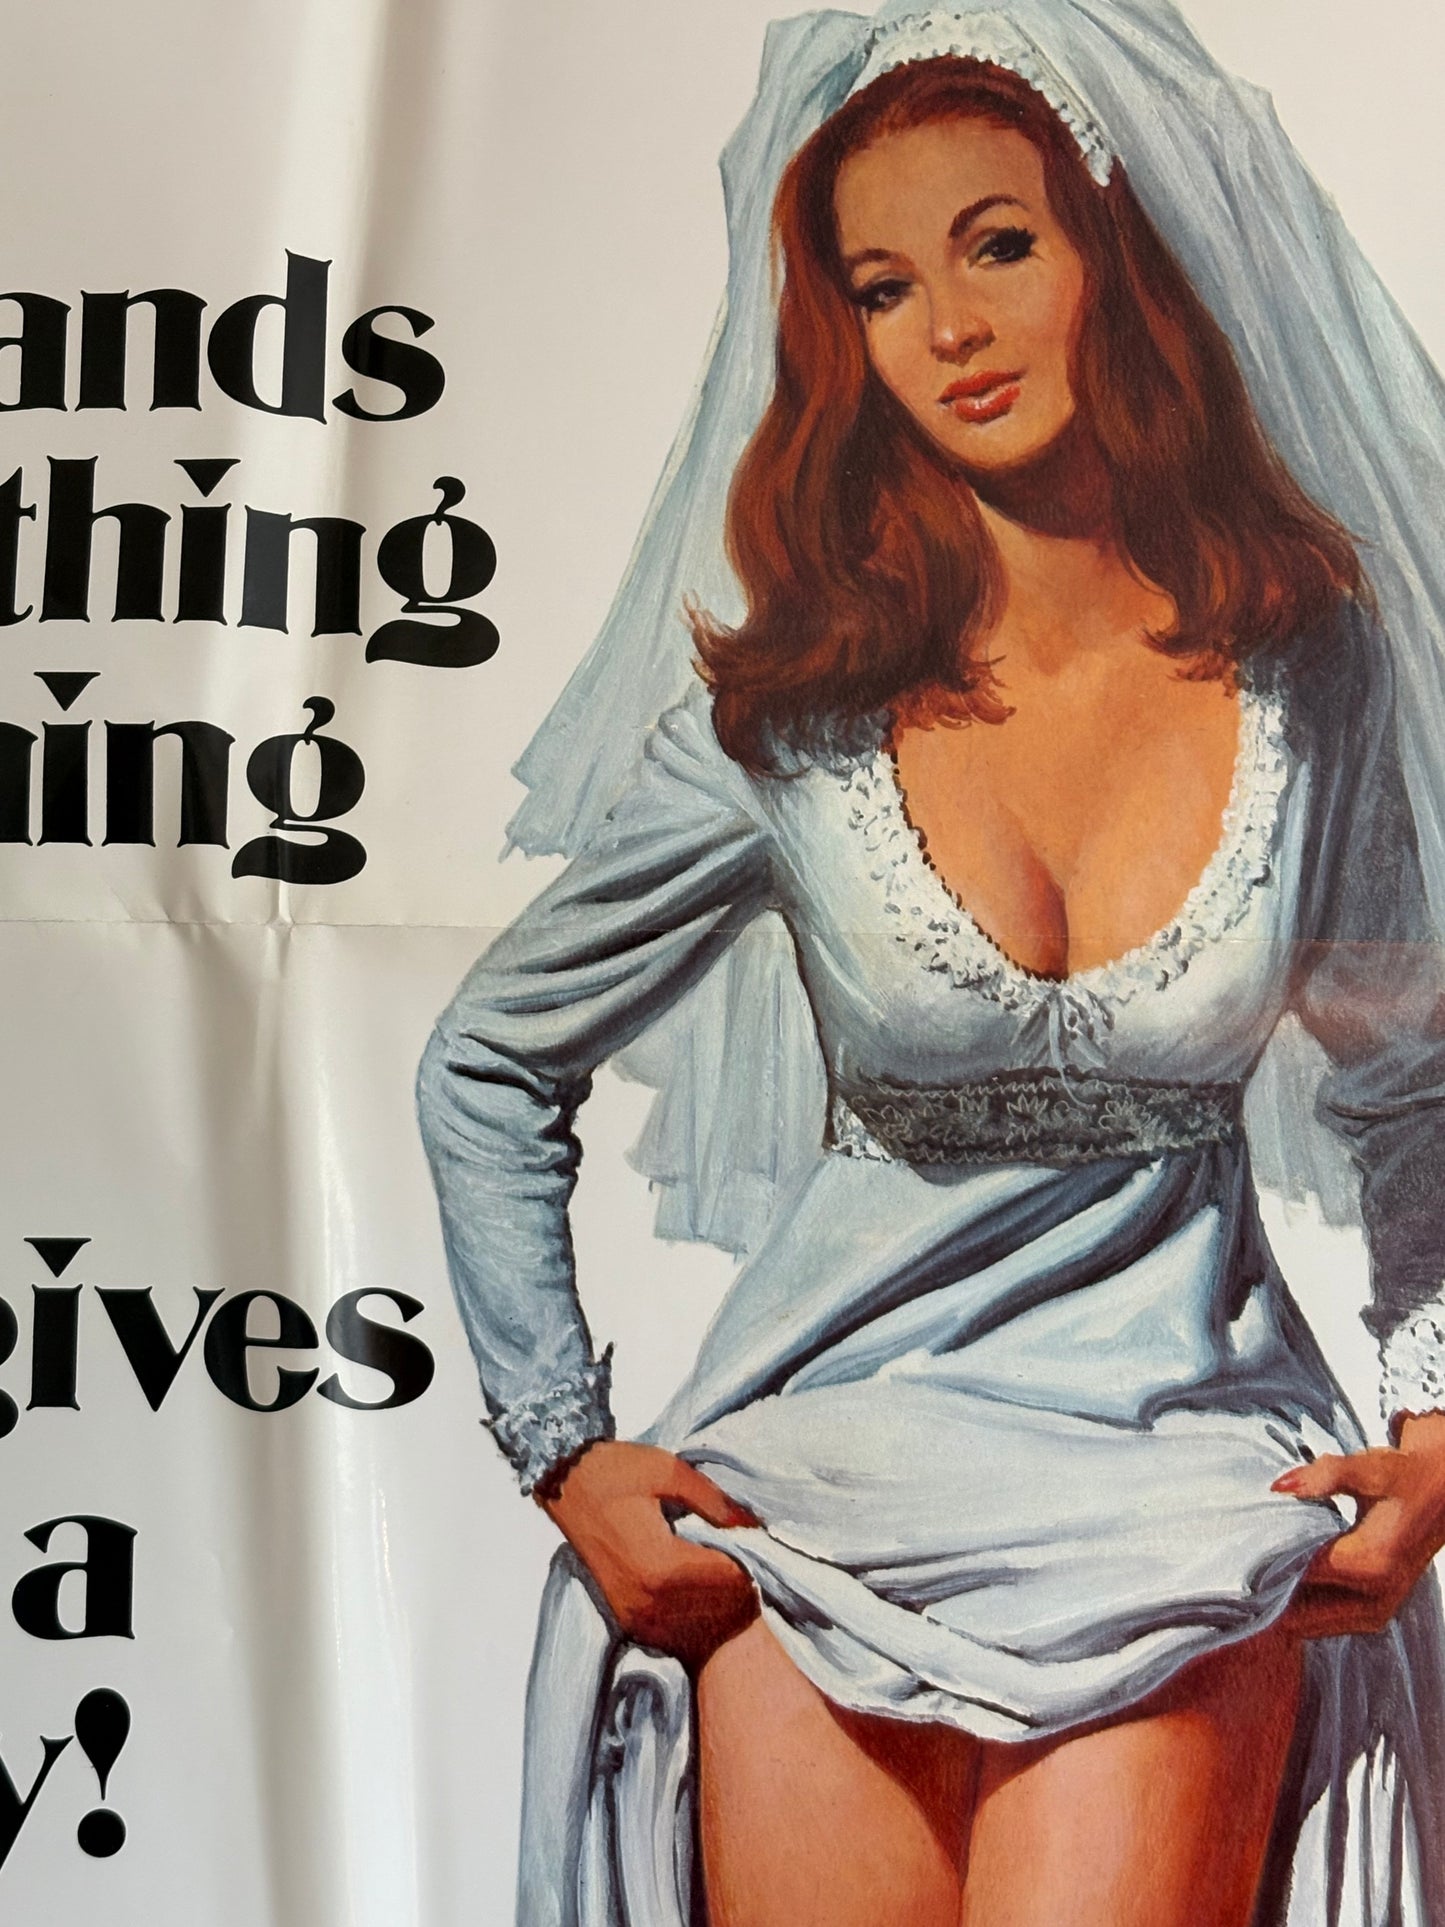 ands
thing
ning
gives
a
y!